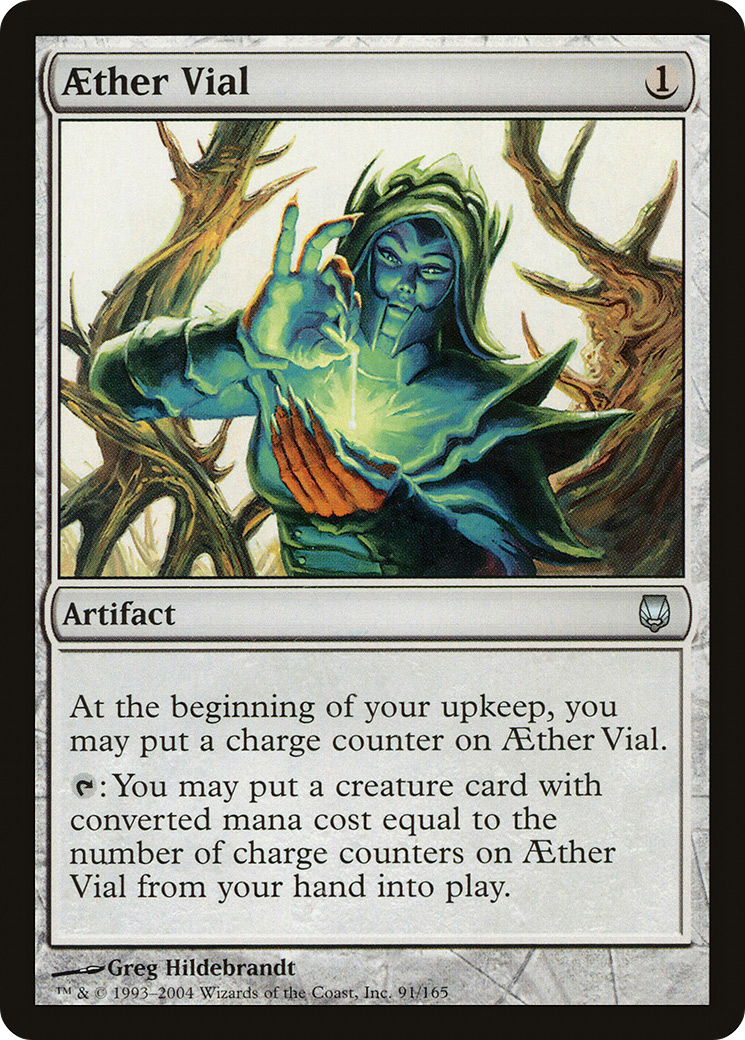 Æther Vial
1
Artifact
At the beginning of your upkeep, you
may put a charge counter on Æther Vial.
: You may put a creature card with
converted mana cost equal to the
number of charge counters on Æther
Vial from your hand into play.
Greg Hildebrandt
™ & © 1993–2004 Wizards of the Coast, Inc. 91/165